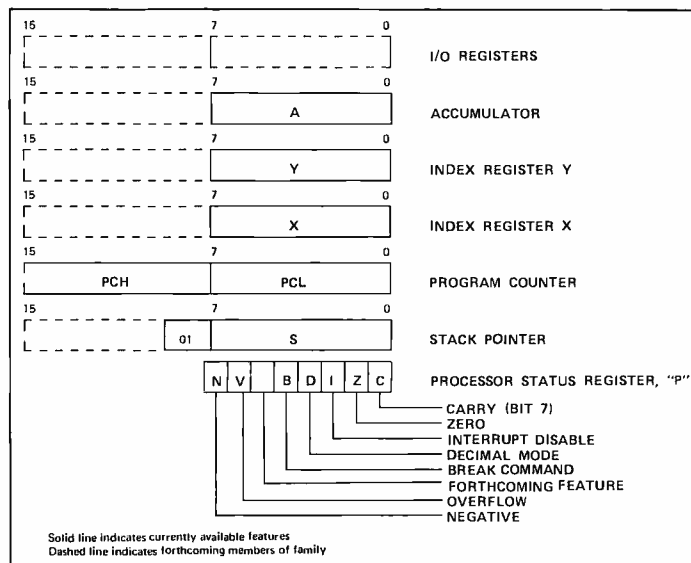 15 7 0
I/O REGISTERS
15 7 0
A ACCUMULATOR
Y INDEX REGISTER Y
15 7 0
X INDEX REGISTER X
15 7 0
PCH PCL PROGRAM COUNTER
15 7 0
01 S STACK POINTER
N V B D I Z C PROCESSOR STATUS REGISTER, "P"
CARRY (BIT 7)
ZERO
INTERRUPT DISABLE
DECIMAL MODE
BREAK COMMAND
FORTHCOMING FEATURE
OVERFLOW
NEGATIVE
Solid line indicates currently available features
Dashed line indicates forthcoming members of family